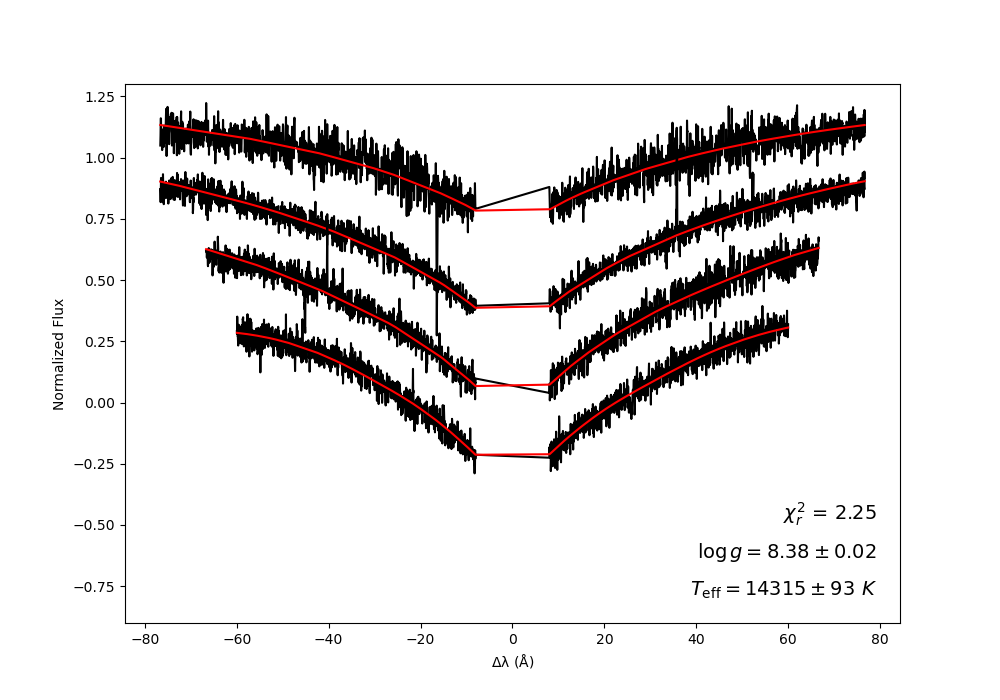 1.25
1.00
0.75
0.50
0.25
0.00
−0.25
−0.50
−0.75
Normalized Flux
χ²ᵣ = 2.25
log g = 8.38 ± 0.02
T_eff = 14315 ± 93 K
−80 −60 −40 −20 0 20 40 60 80
Δλ (Å)